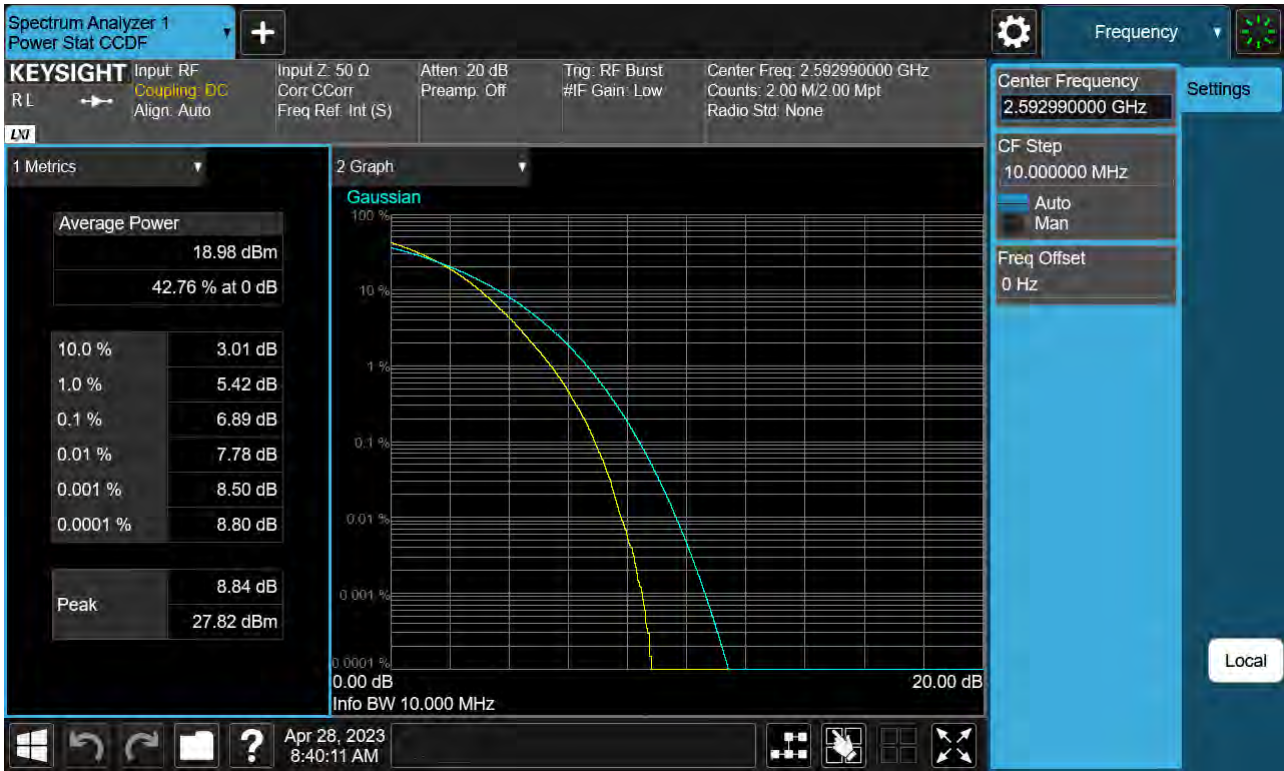 Spectrum Analyzer 1
Power Stat CCDF
+
Frequency
KEYSIGHT
RL
LXI
Input: RF
Coupling: DC
Align: Auto
Input Z: 50 Ω
Corr CCorr
Freq Ref: Int (S)
Atten: 20 dB
Preamp: Off
Trig: RF Burst
#IF Gain: Low
Center Freq: 2.592990000 GHz
Counts: 2.00 M/2.00 Mpt
Radio Std: None
Center Frequency
2.592990000 GHz
Settings
CF Step
10.000000 MHz
Auto
Man
Freq Offset
0 Hz
Local
1 Metrics
Average Power
18.98 dBm
42.76 % at 0 dB
10.0 % 3.01 dB
1.0 % 5.42 dB
0.1 % 6.89 dB
0.01 % 7.78 dB
0.001 % 8.50 dB
0.0001 % 8.80 dB
Peak
8.84 dB
27.82 dBm
2 Graph
Gaussian
100 %
10 %
1 %
0.1 %
0.01 %
0.001 %
0.0001 %
0.00 dB 20.00 dB
Info BW 10.000 MHz
?
Apr 28, 2023
8:40:11 AM